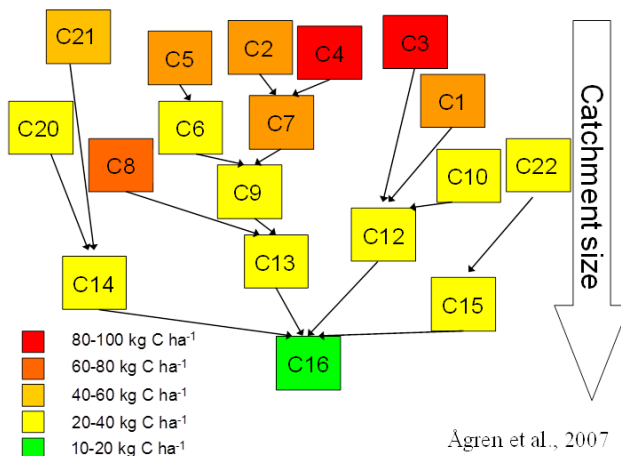 C21
C5
C2
C4
C3
C20
C6
C7
C1
C8
C9
C10
C22
C12
C13
C14
C15
C16
Catchment size
80-100 kg C ha⁻¹
60-80 kg C ha⁻¹
40-60 kg C ha⁻¹
20-40 kg C ha⁻¹
10-20 kg C ha⁻¹
Ågren et al., 2007